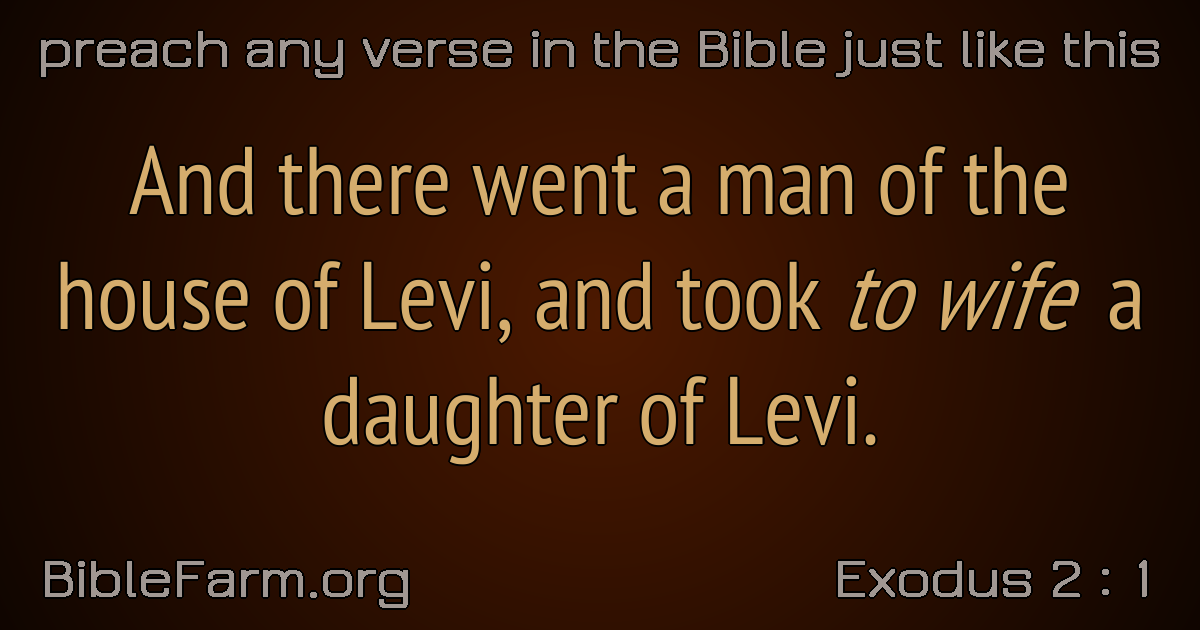 preach any verse in the Bible just like this
And there went a man of the
house of Levi, and took to wife a
daughter of Levi.
BibleFarm.org
Exodus 2 : 1